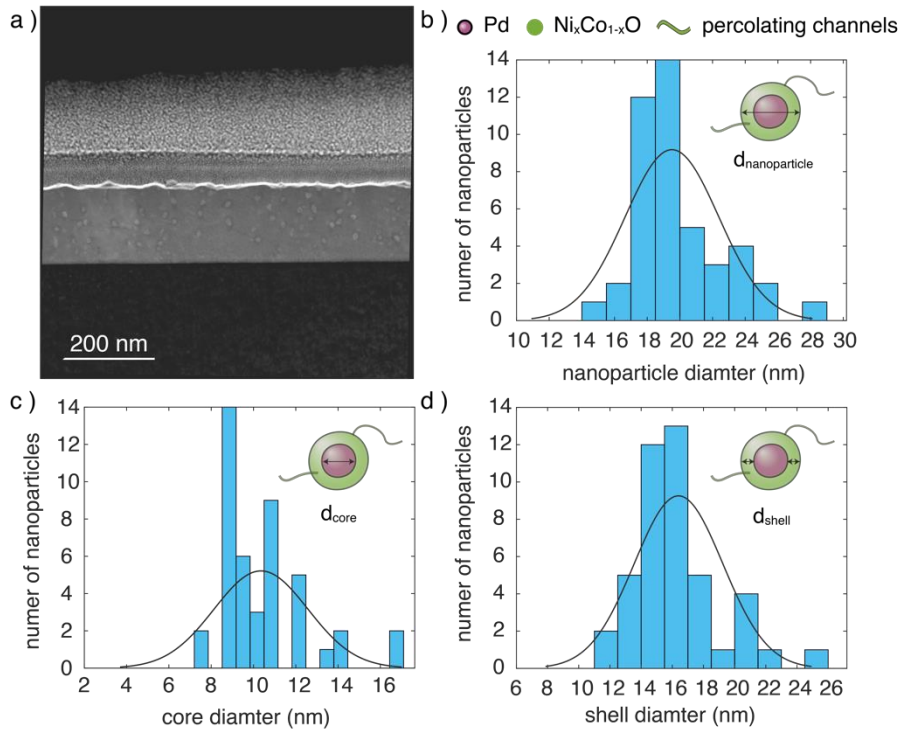 a )
200 nm
b ) Pd NiₓCo₁₋ₓO percolating channels
numer of nanoparticles
14
12
10
8
6
4
2
0
dnanoparticle
10 12 14 16 18 20 22 24 26 28 30
nanoparticle diamter (nm)
c )
numer of nanoparticles
14
12
10
8
6
4
2
0
dcore
2 4 6 8 10 12 14 16
core diamter (nm)
d )
numer of nanoparticles
14
12
10
8
6
4
2
0
dshell
6 8 10 12 14 16 18 20 22 24 26
shell diamter (nm)